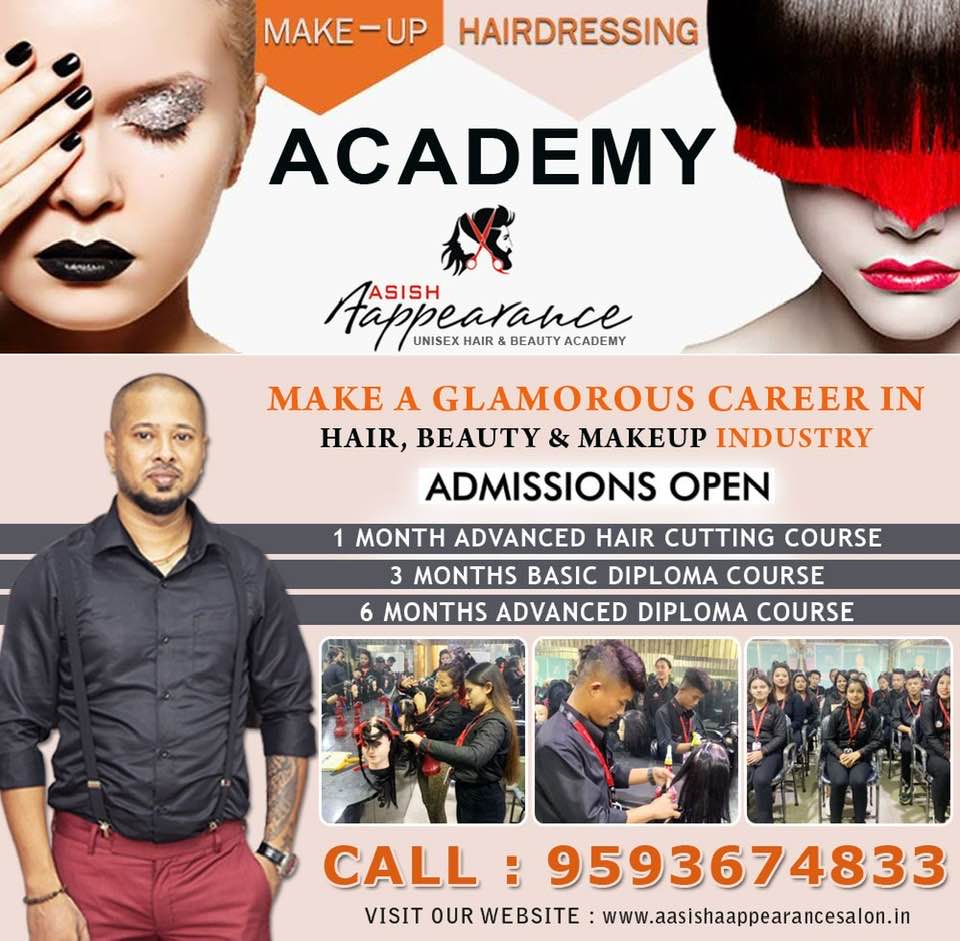 MAKE-UP HAIRDRESSING
ACADEMY
AASISH
Aappearance
UNISEX HAIR & BEAUTY ACADEMY
MAKE A GLAMOROUS CAREER IN
HAIR, BEAUTY & MAKEUP INDUSTRY
ADMISSIONS OPEN
1 MONTH ADVANCED HAIR CUTTING COURSE
3 MONTHS BASIC DIPLOMA COURSE
6 MONTHS ADVANCED DIPLOMA COURSE
CALL : 9593674833
VISIT OUR WEBSITE : www.aasishaappearancesalon.in